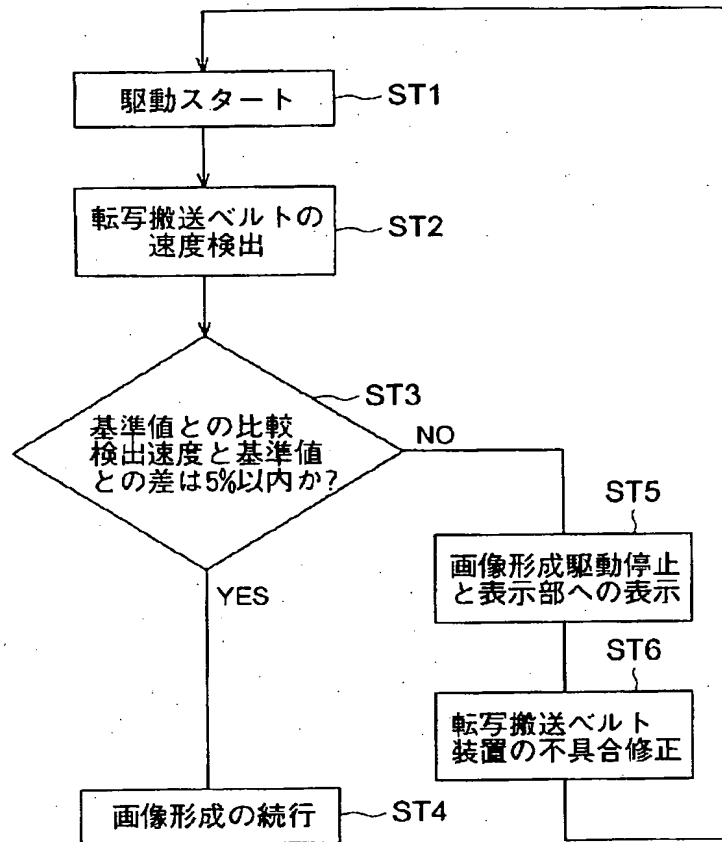 駆動スタート
ST1
転写搬送ベルトの
速度検出
ST2
ST3
基準値との比較
検出速度と基準値
との差は5%以内か?
NO
YES
ST5
画像形成駆動停止
と表示部への表示
ST6
転写搬送ベルト
装置の不具合修正
画像形成の続行
ST4